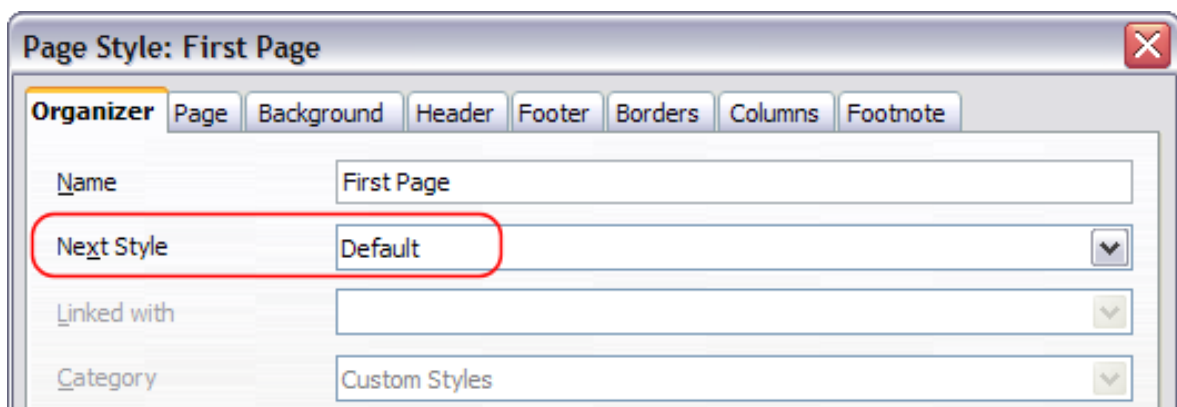 Page Style: First Page
Organizer Page Background Header Footer Borders Columns Footnote
Name First Page
Next Style Default
Linked with
Category Custom Styles